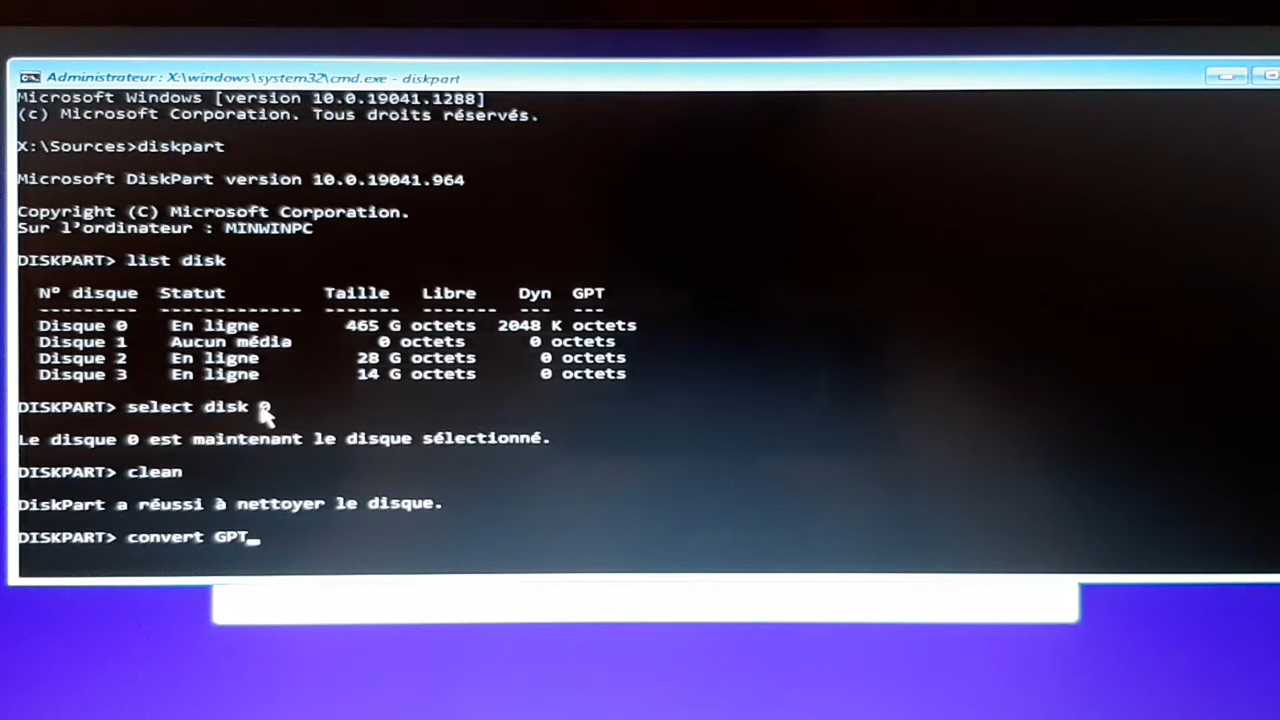 Administrateur : X:\windows\system32\cmd.exe - diskpart
Microsoft Windows [version 10.0.19041.1288]
(c) Microsoft Corporation. Tous droits réservés.
X:\Sources>diskpart
Microsoft DiskPart version 10.0.19041.964
Copyright (C) Microsoft Corporation.
Sur l'ordinateur : MINWINPC
DISKPART> list disk
N° disque  Statut         Taille   Libre    Dyn  GPT
---------  -------------  -------  -------  ---  ---
Disque 0    En ligne        465 G octets  2048 K octets
Disque 1    Aucun média        0 octets      0 octets
Disque 2    En ligne         28 G octets      0 octets
Disque 3    En ligne         14 G octets      0 octets
DISKPART> select disk 0
Le disque 0 est maintenant le disque sélectionné.
DISKPART> clean
DiskPart a réussi à nettoyer le disque.
DISKPART> convert GPT